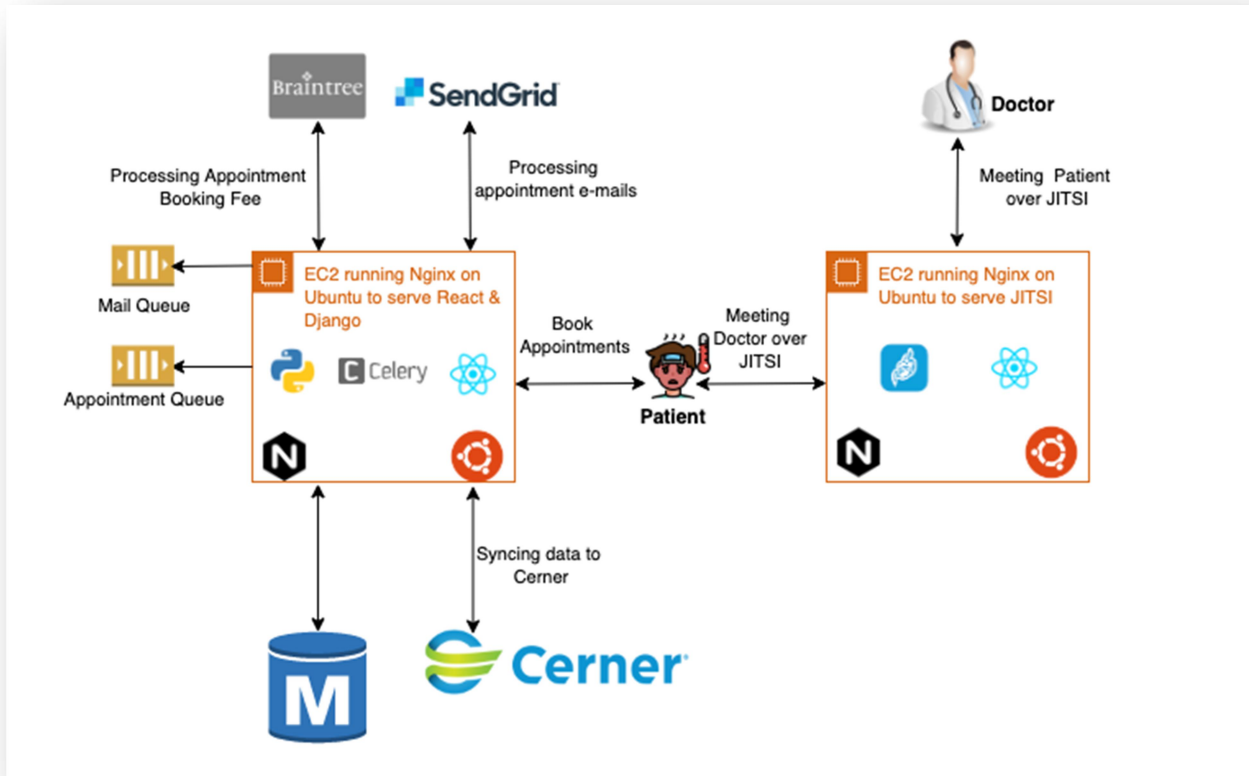 Braintree
SendGrid
Doctor
Processing Appointment
Booking Fee
Processing
appointment e-mails
Meeting  Patient
over JITSI
Mail Queue
EC2 running Nginx on
Ubuntu to serve React &
Django
EC2 running Nginx on
Ubuntu to serve JITSI
Book
Appointments
Meeting
Doctor over
JITSI
Appointment Queue
C Celery
Patient
N
N
Syncing data to
Cerner
M
Cerner